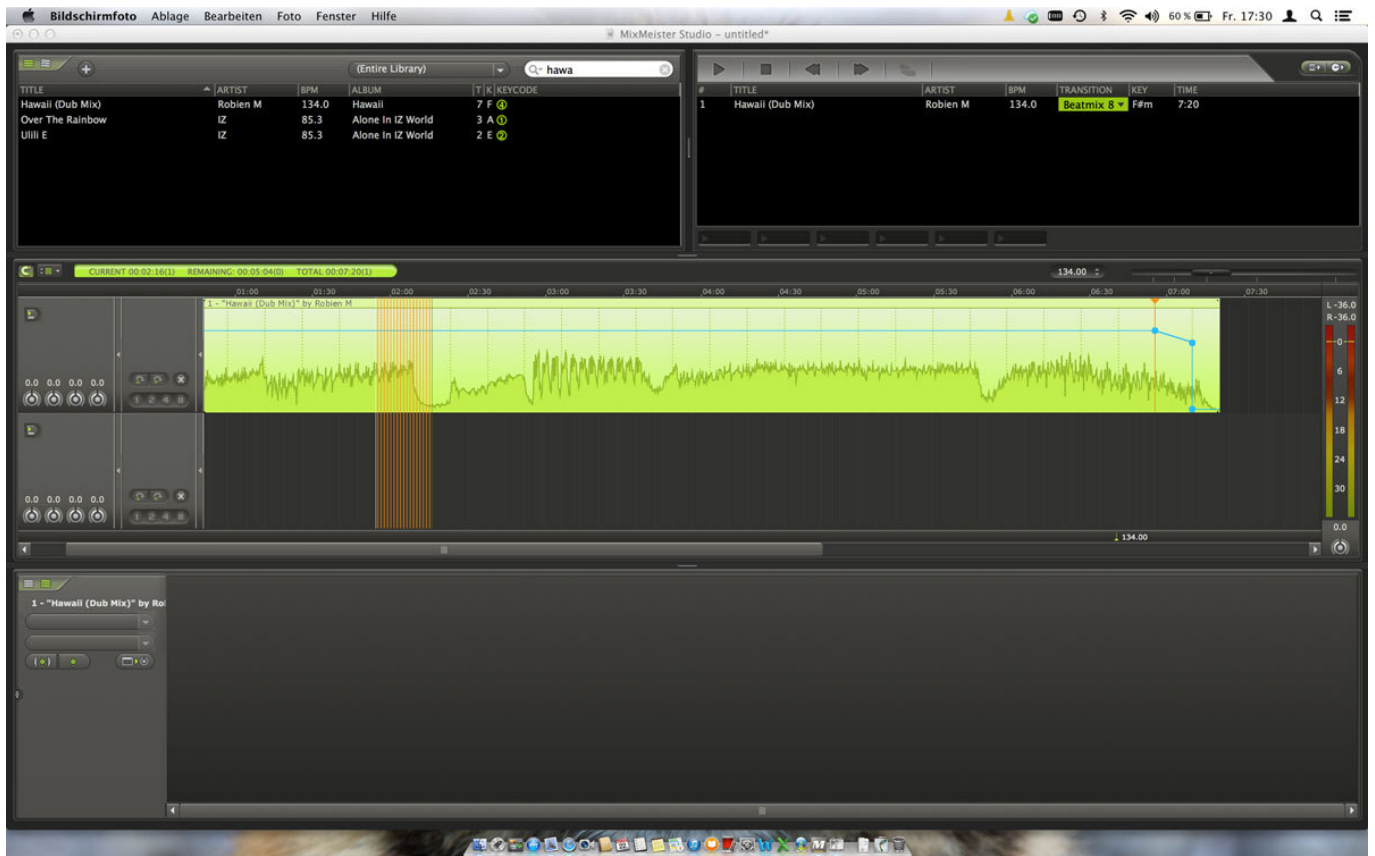 Bildschirmfoto Ablage Bearbeiten Foto Fenster Hilfe 60 % Fr. 17:30
MixMeister Studio – untitled*
(Entire Library) hawa
TITLE ARTIST BPM ALBUM T K KEYCODE
Hawaii (Dub Mix) Robien M 134.0 Hawaii 7 F 4
Over The Rainbow IZ 85.3 Alone In IZ World 3 A 1
Ulili E IZ 85.3 Alone In IZ World 2 E 2
# TITLE ARTIST BPM TRANSITION KEY TIME
1 Hawaii (Dub Mix) Robien M 134.0 Beatmix 8 F#m 7:20
CURRENT 00:02:16(1) REMAINING: 00:05:04(0) TOTAL 00:07:20(1) 134.00
01:00 01:30 02:00 02:30 03:00 03:30 04:00 04:30 05:00 05:30 06:00 06:30 07:00 07:30
1 - "Hawaii (Dub Mix)" by Robien M
L -36.0
R -36.0
0
6
12
18
24
30
0.0
0.0 0.0 0.0 0.0
1 2 4 8
0.0 0.0 0.0 0.0
1 2 4 8
134.00
1 - "Hawaii (Dub Mix)" by Ro